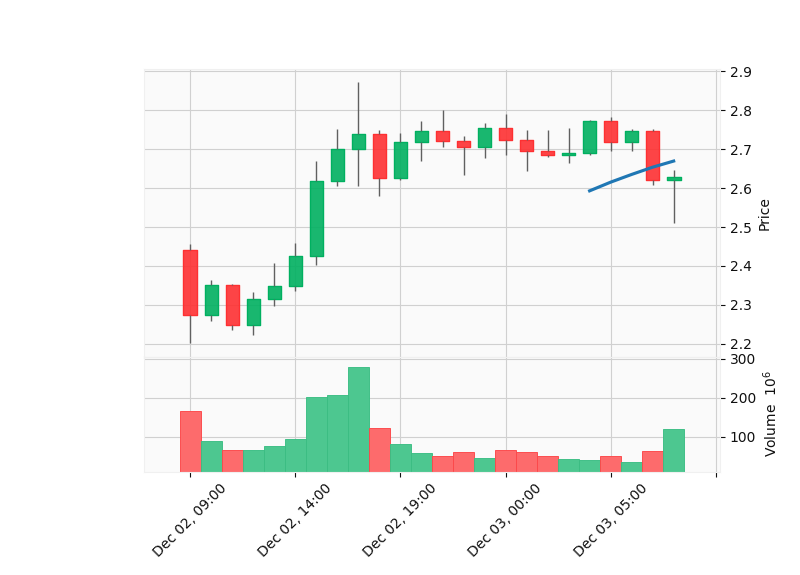 2.9
2.8
2.7
2.6
2.5
2.4
2.3
2.2
Price
300
200
100
Volume 10⁶
Dec 02, 09:00
Dec 02, 14:00
Dec 02, 19:00
Dec 03, 00:00
Dec 03, 05:00